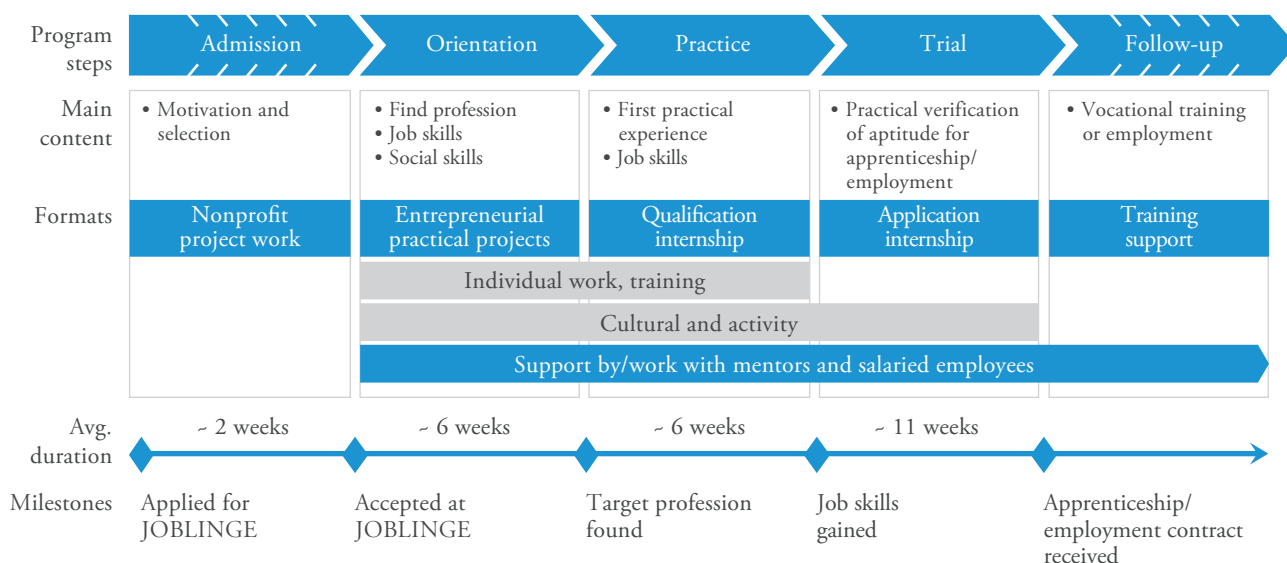 Program
steps
Admission
Orientation
Practice
Trial
Follow-up
Main
content
• Motivation and
selection
• Find profession
• Job skills
• Social skills
• First practical
experience
• Job skills
• Practical verification
of aptitude for
apprenticeship/
employment
• Vocational training
or employment
Formats
Nonprofit
project work
Entrepreneurial
practical projects
Qualification
internship
Application
internship
Training
support
Individual work, training
Cultural and activity
Support by/work with mentors and salaried employees
Avg.
duration
~ 2 weeks
~ 6 weeks
~ 6 weeks
~ 11 weeks
Milestones
Applied for
JOBLINGE
Accepted at
JOBLINGE
Target profession
found
Job skills
gained
Apprenticeship/
employment contract
received